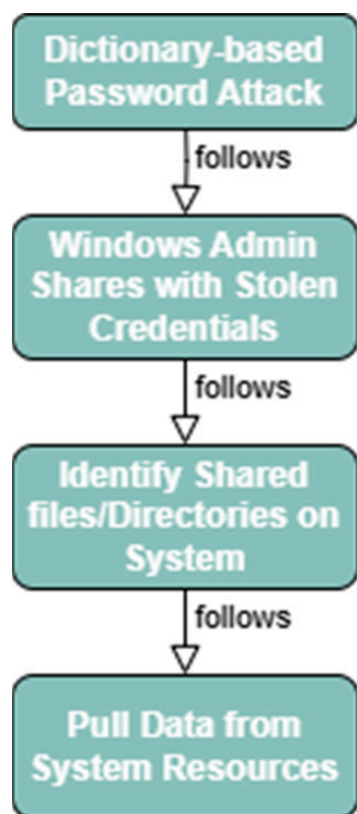 Dictionary-based
Password Attack
follows
Windows Admin
Shares with Stolen
Credentials
follows
Identify Shared
files/Directories on
System
follows
Pull Data from
System Resources